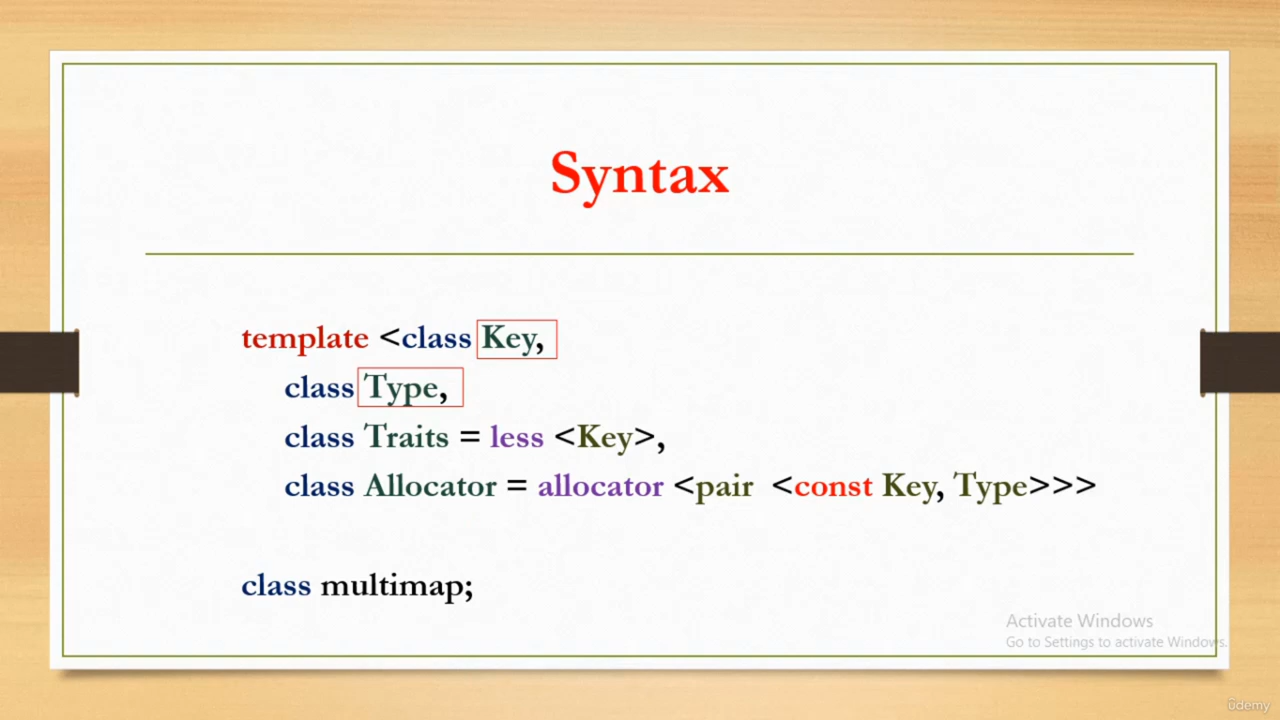 Syntax
template <class Key,
class Type,
class Traits = less <Key>,
class Allocator = allocator <pair <const Key, Type>>>
class multimap;
Activate Windows
Go to Settings to activate Windows.
ûdemy